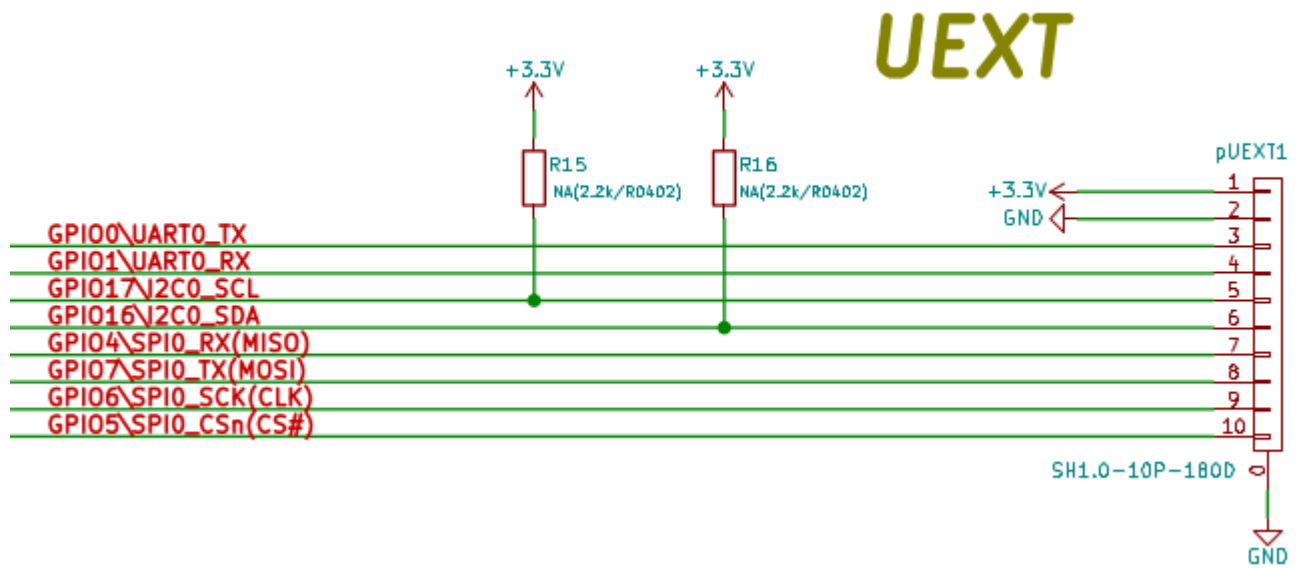 UEXT
+3.3V
+3.3V
R15
NA(2.2k/R0402)
R16
NA(2.2k/R0402)
pUEXT1
+3.3V
1
GND
2
GPIO0\UART0_TX
3
GPIO1\UART0_RX
4
GPIO17\I2C0_SCL
5
GPIO16\I2C0_SDA
6
GPIO4\SPI0_RX(MISO)
7
GPIO7\SPI0_TX(MOSI)
8
GPIO6\SPI0_SCK(CLK)
9
GPIO5\SPI0_CSn(CS#)
10
SH1.0-10P-180D
0
GND